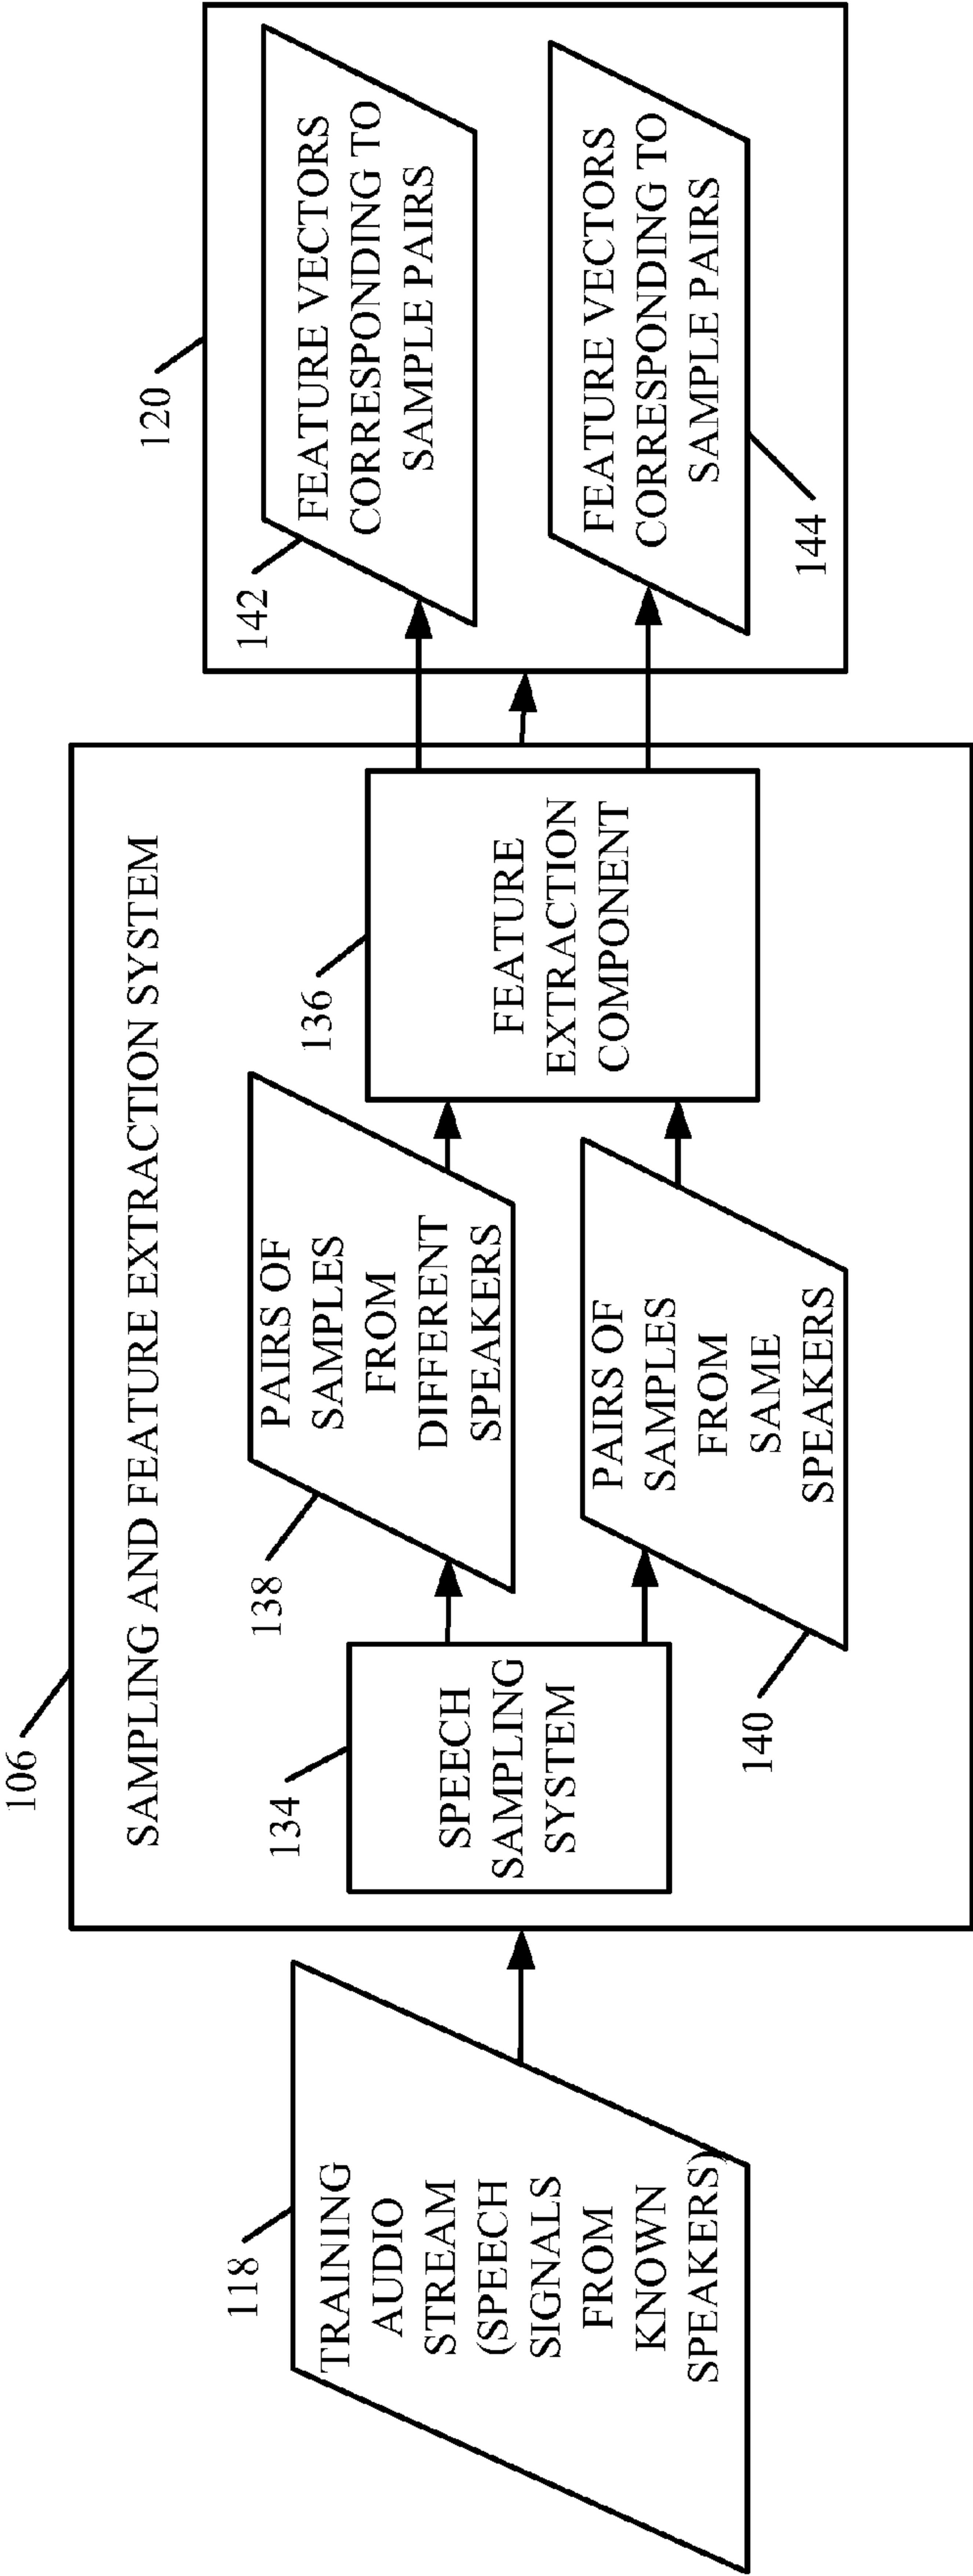 106
SAMPLING AND FEATURE EXTRACTION SYSTEM
118
TRAINING
AUDIO
STREAM
(SPEECH
SIGNALS
FROM
KNOWN
SPEAKERS)
134
SPEECH
SAMPLING
SYSTEM
138
PAIRS OF
SAMPLES
FROM
DIFFERENT
SPEAKERS
140
PAIRS OF
SAMPLES
FROM
SAME
SPEAKERS
136
FEATURE
EXTRACTION
COMPONENT
120
142
FEATURE VECTORS
CORRESPONDING TO
SAMPLE PAIRS
FEATURE VECTORS
CORRESPONDING TO
SAMPLE PAIRS
144